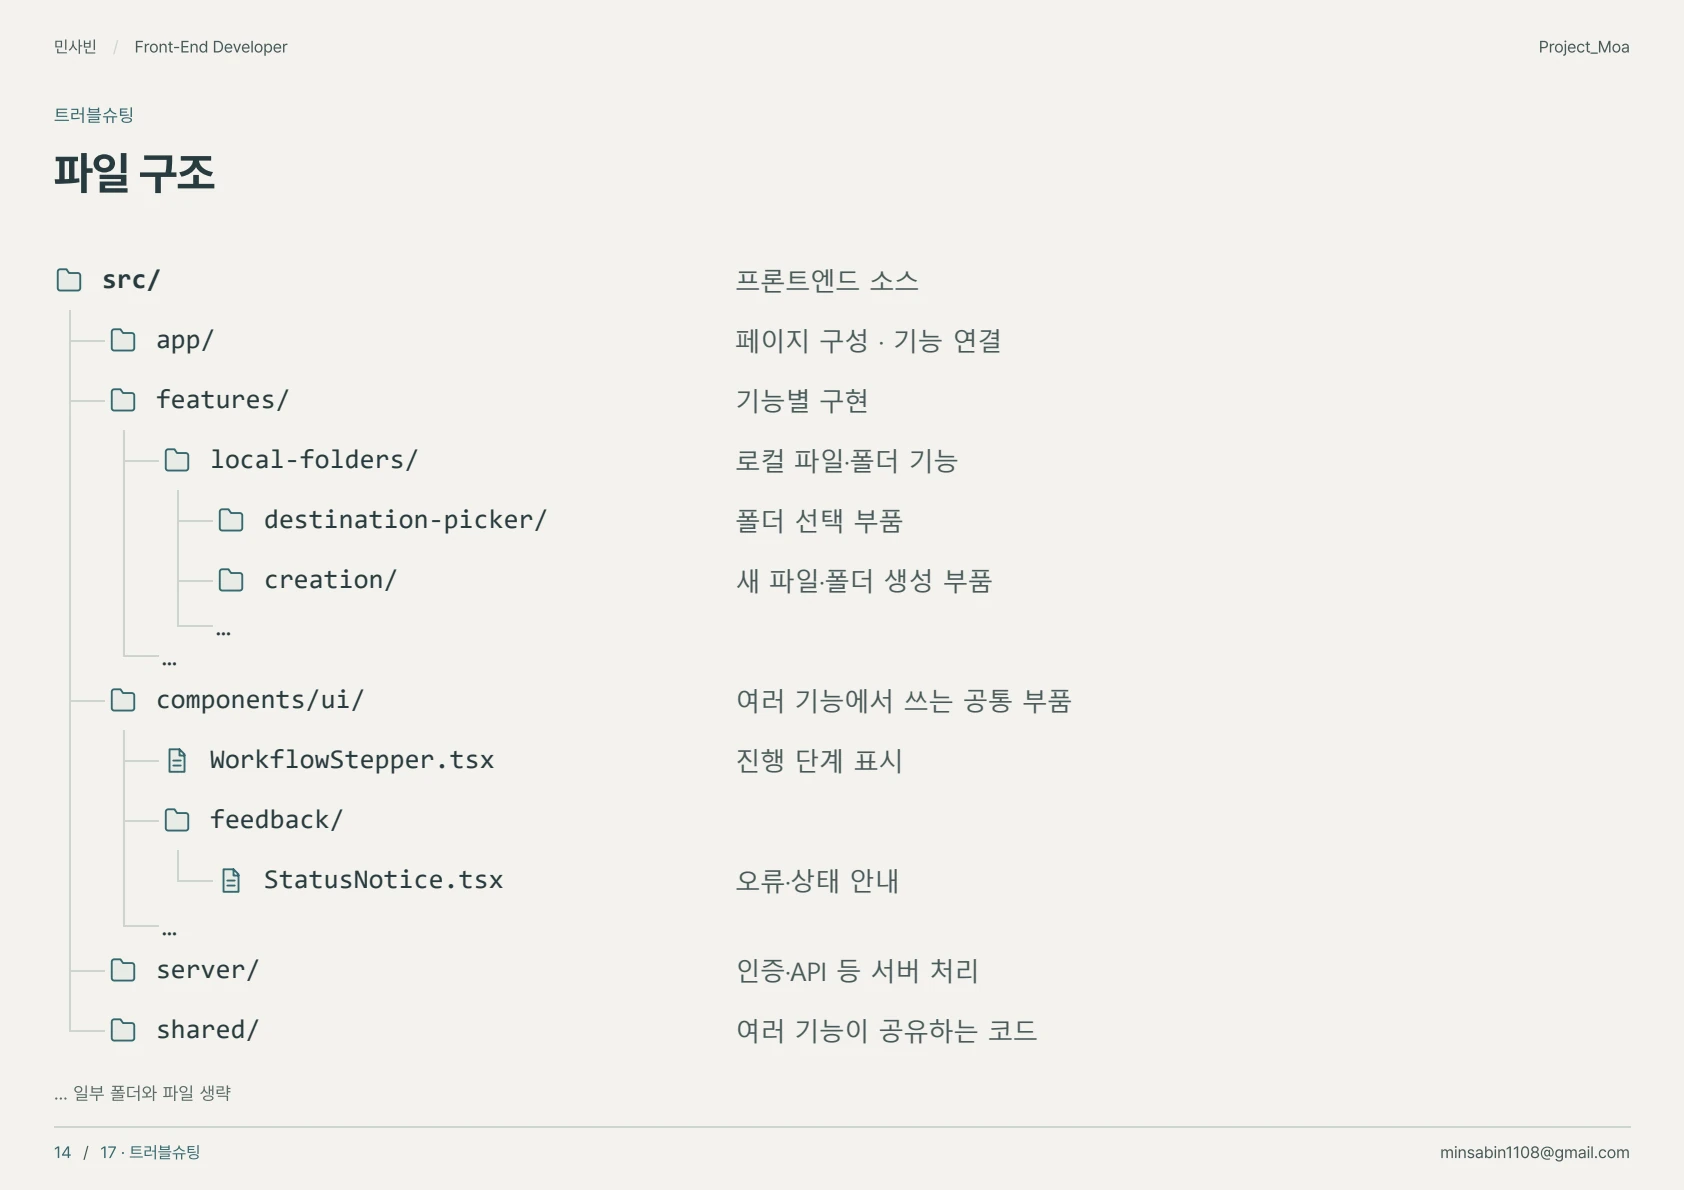 민사빈 / Front-End Developer
Project_Moa
트러블슈팅
파일 구조
src/ 프론트엔드 소스
app/ 페이지 구성 · 기능 연결
features/ 기능별 구현
local-folders/ 로컬 파일·폴더 기능
destination-picker/ 폴더 선택 부품
creation/ 새 파일·폴더 생성 부품
…
…
components/ui/ 여러 기능에서 쓰는 공통 부품
WorkflowStepper.tsx 진행 단계 표시
feedback/
StatusNotice.tsx 오류·상태 안내
…
server/ 인증·API 등 서버 처리
shared/ 여러 기능이 공유하는 코드
… 일부 폴더와 파일 생략
14 / 17 · 트러블슈팅
minsabin1108@gmail.com